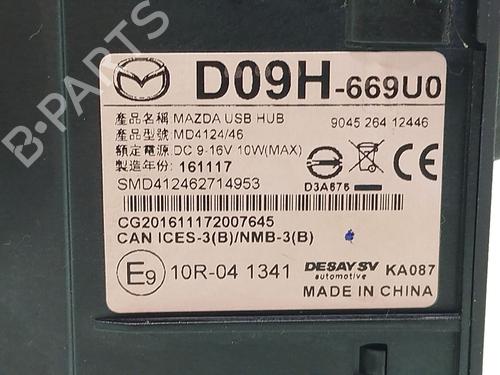 D09H-669U0
產品名稱 MAZDA USB HUB 9045 264 12446
產品型號 MD4124/46
額定電壓 DC 9-16V 10W(MAX)
製造年份: 161117
SMD412462714953
D3A676
CG201611172007645
CAN ICES-3(B)/NMB-3(B)
E9 10R-04 1341 DESAY SV automotive KA087
MADE IN CHINA
B-PARTS